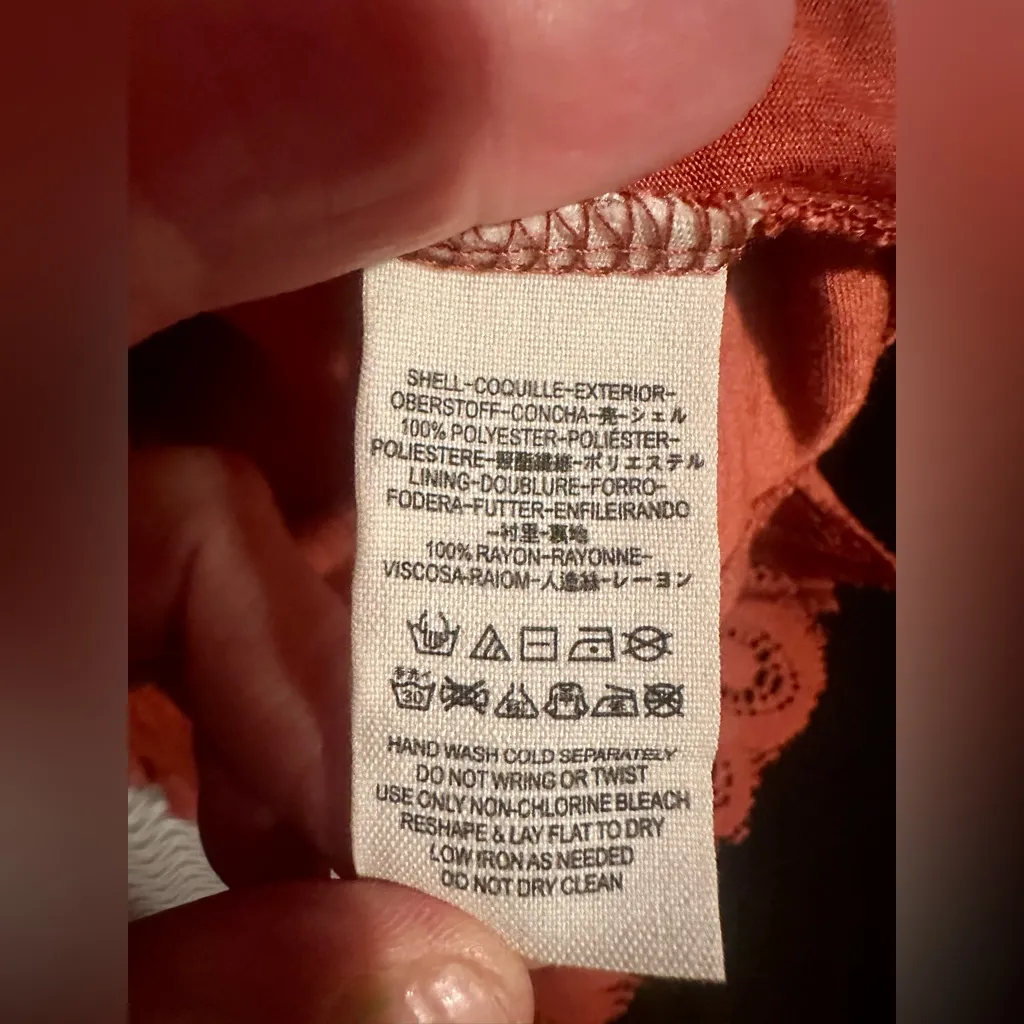 SHELL-COQUILLE-EXTERIOR-
OBERSTOFF-CONCHA-壳-シェル
100% POLYESTER-POLIÉSTER-
POLIESTERE-聚酯纖維-ポリエステル
LINING-DOUBLURE-FORRO-
FODERA-FUTTER-ENFILEIRANDO
-衬里-裏地
100% RAYON-RAYONNE-
VISCOSA-RAIOM-人造絲-レーヨン
HAND WASH COLD SEPARATELY
DO NOT WRING OR TWIST
USE ONLY NON-CHLORINE BLEACH
RESHAPE & LAY FLAT TO DRY
LOW IRON AS NEEDED
DO NOT DRY CLEAN